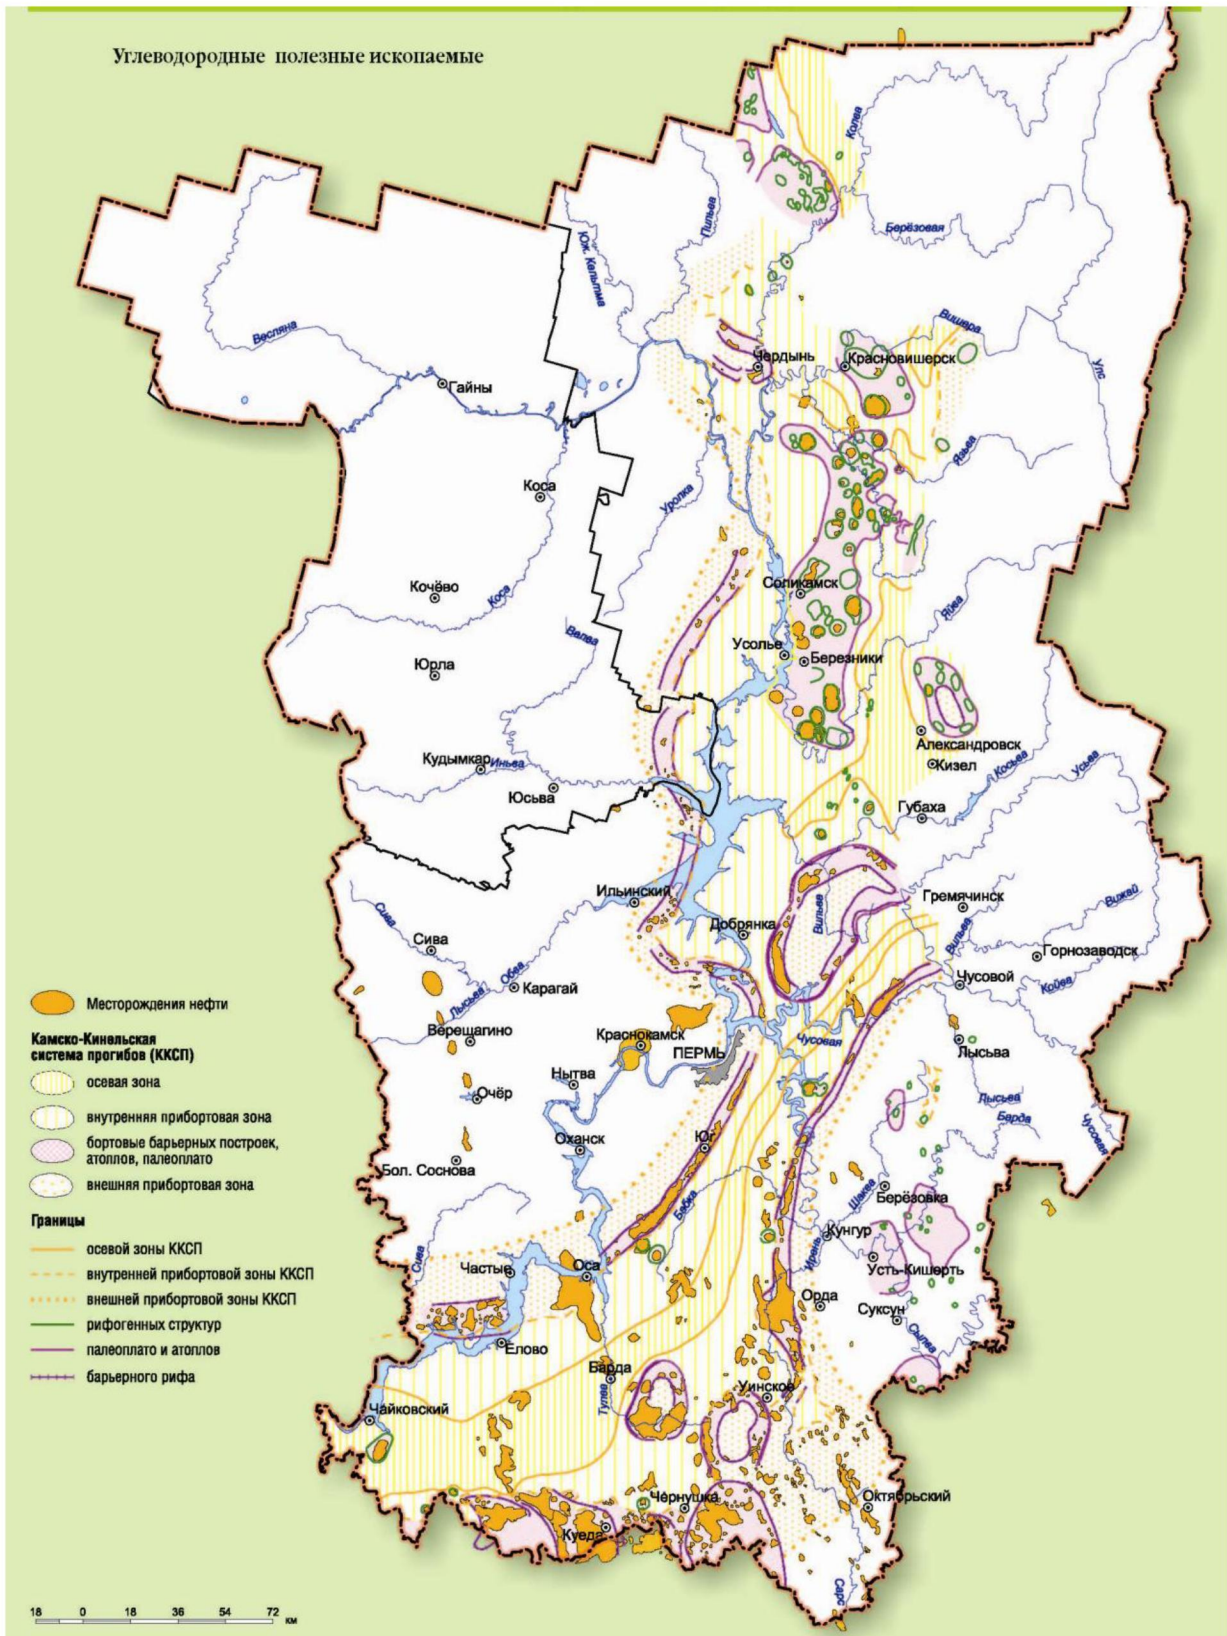 Углеводородные полезные ископаемые
Колва
Пильва
Юж. Кельтма
Берёзовая
Весляна
Вишера
Чердынь
Красновишерск
Улс
Гайны
Язьва
Коса
Уролка
Соликамск
Кочёво
Коса
Яйва
Велва
Усолье
Березники
Юрла
Александровск
Кудымкар
Иньва
Кизел
Косьва
Усьва
Юсьва
Губаха
Ильинский
Вильва
Гремячинск
Вижай
Сива
Добрянка
Вильва
Сива
Горнозаводск
Обва
Чусовой
Койва
Карагай
Лысьва
Месторождения нефти
Краснокамск
Верещагино
Чусовая
Камско-Кинельская
система прогибов (ККСП)
ПЕРМЬ
Лысьва
осевая зона
Нытва
Очёр
Лысьва
внутренняя прибортовая зона
Барда
Чусовая
бортовые барьерных построек,
атоллов, палеоплато
Оханск
Юг
Бол. Соснова
внешняя прибортовая зона
Шаква
Берёзовка
Бабка
Границы
Кунгур
Ирень
осевой зоны ККСП
Сива
Усть-Кишерть
внутренней прибортовой зоны ККСП
Частые
Оса
внешней прибортовой зоны ККСП
Орда
Суксун
рифогенных структур
Сылва
Елово
палеоплато и атоллов
Барда
барьерного рифа
Тулва
Уинское
Чайковский
Чернушка
Октябрьский
Куеда
Сарс
18 0 18 36 54 72 км